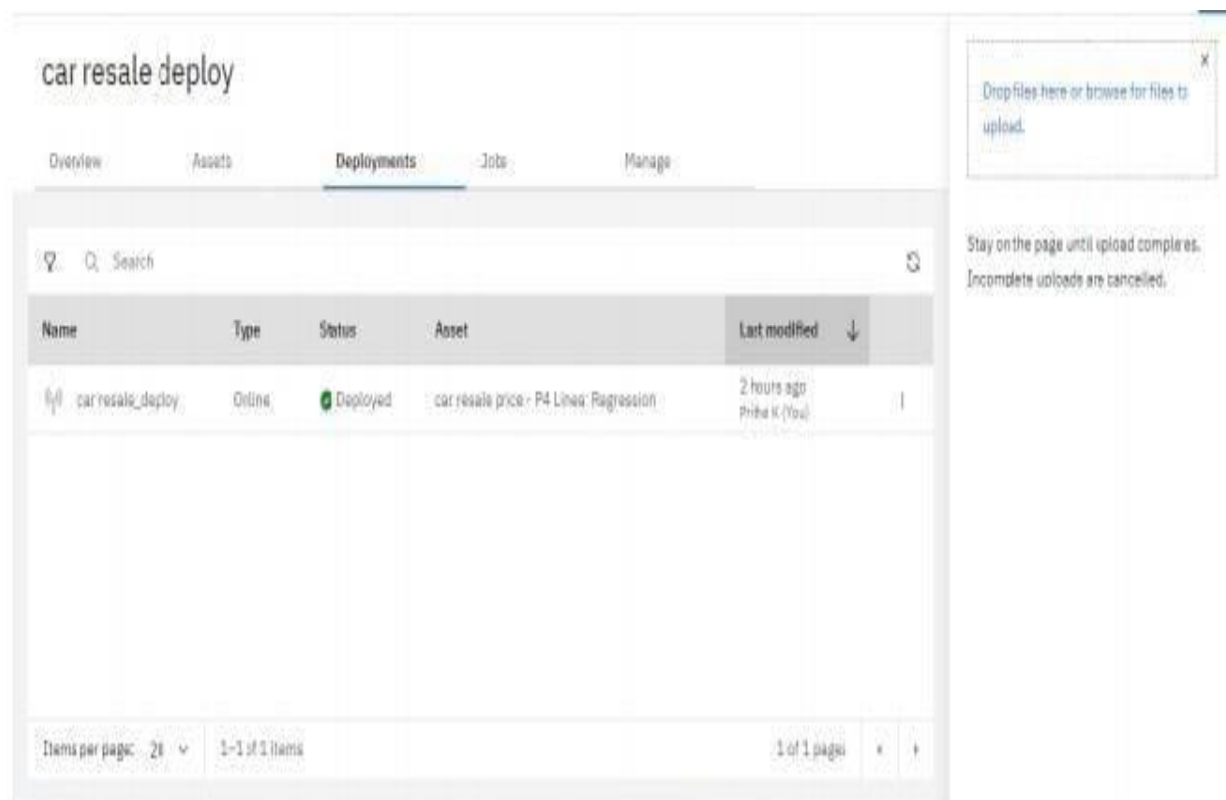 car resale deploy
Overview Assets Deployments Jobs Manage
Search
Name Type Status Asset Last modified
car resale_deploy Online Deployed car resale price - P4 Linear Regression 2 hours ago
K (You)
Items per page: 20 1–1 of 1 items 1 of 1 pages
Drop files here or browse for files to
upload.
Stay on the page until upload completes.
Incomplete uploads are cancelled.